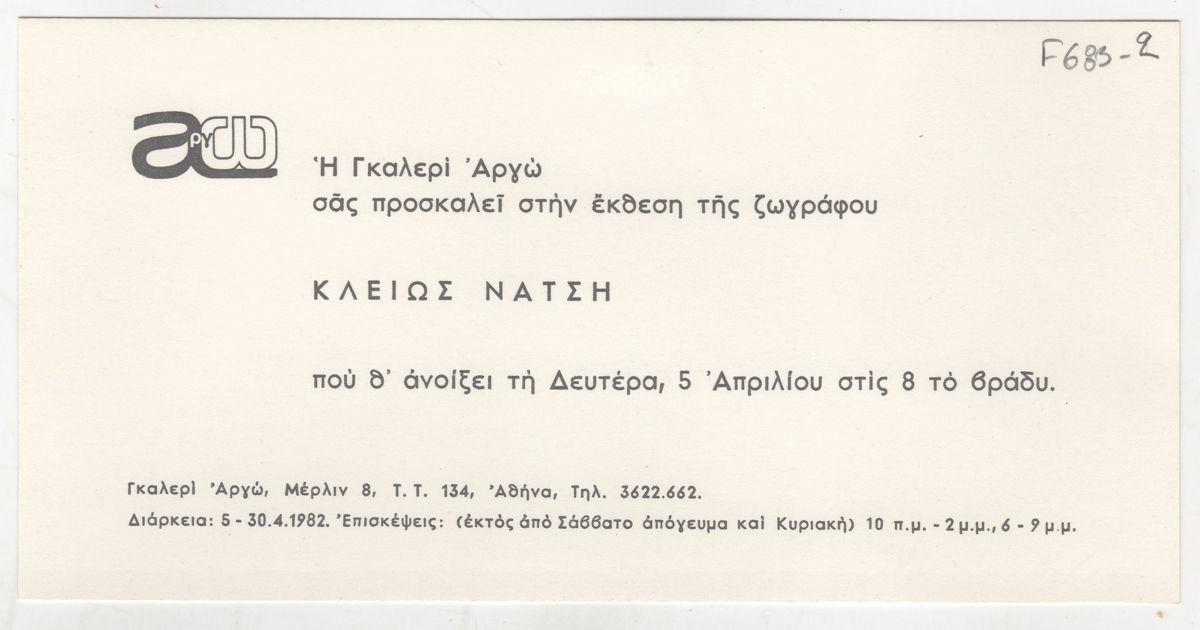 F683-2
αργω
Ἡ Γκαλερὶ Ἀργὼ
σᾶς προσκαλεῖ στὴν ἔκθεση τῆς ζωγράφου
ΚΛΕΙΩΣ ΝΑΤΣΗ
ποὺ θ' ἀνοίξει τὴ Δευτέρα, 5 Ἀπριλίου στὶς 8 τὸ βράδυ.
Γκαλερὶ Ἀργώ, Μέρλιν 8, Τ.Τ. 134, Ἀθήνα, Τηλ. 3622.662.
Διάρκεια: 5 - 30.4.1982. Ἐπισκέψεις: (ἐκτὸς ἀπὸ Σάββατο ἀπόγευμα καὶ Κυριακὴ) 10 π.μ. - 2 μ.μ., 6 - 9 μ.μ.